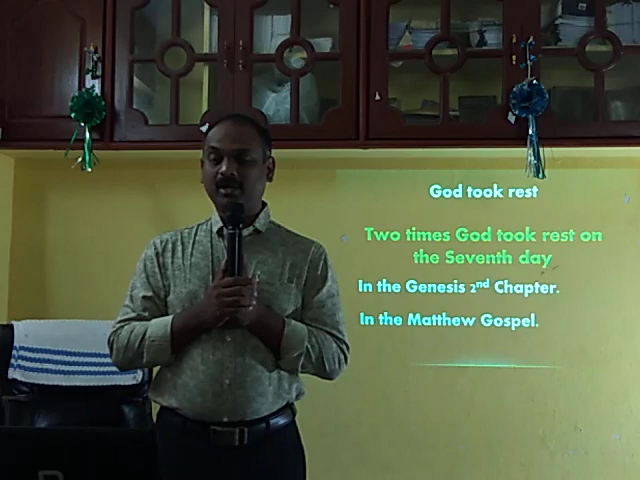 God took rest
Two times God took rest on
the Seventh day
In the Genesis 2nd Chapter.
In the Matthew Gospel.